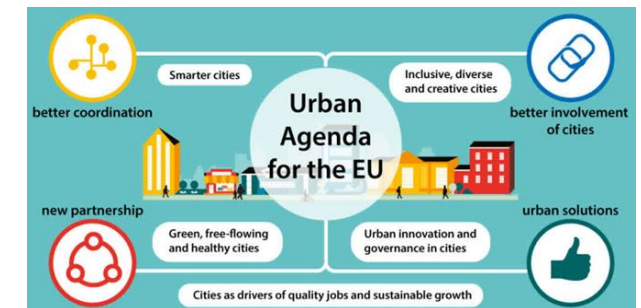 Smarter cities
Inclusive, diverse
and creative cities
better coordination
Urban
Agenda
for the EU
better involvement
of cities
new partnership
urban solutions
Green, free-flowing
and healthy cities
Urban innovation and
governance in cities
Cities as drivers of quality jobs and sustainable growth